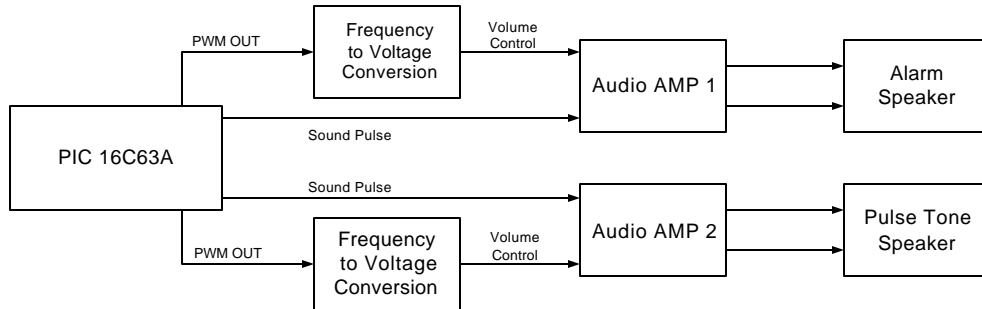 PWM OUT
Frequency
to Voltage
Conversion
Volume
Control
Audio AMP 1
Alarm
Speaker
PIC 16C63A
Sound Pulse
Sound Pulse
PWM OUT
Frequency
to Voltage
Conversion
Volume
Control
Audio AMP 2
Pulse Tone
Speaker